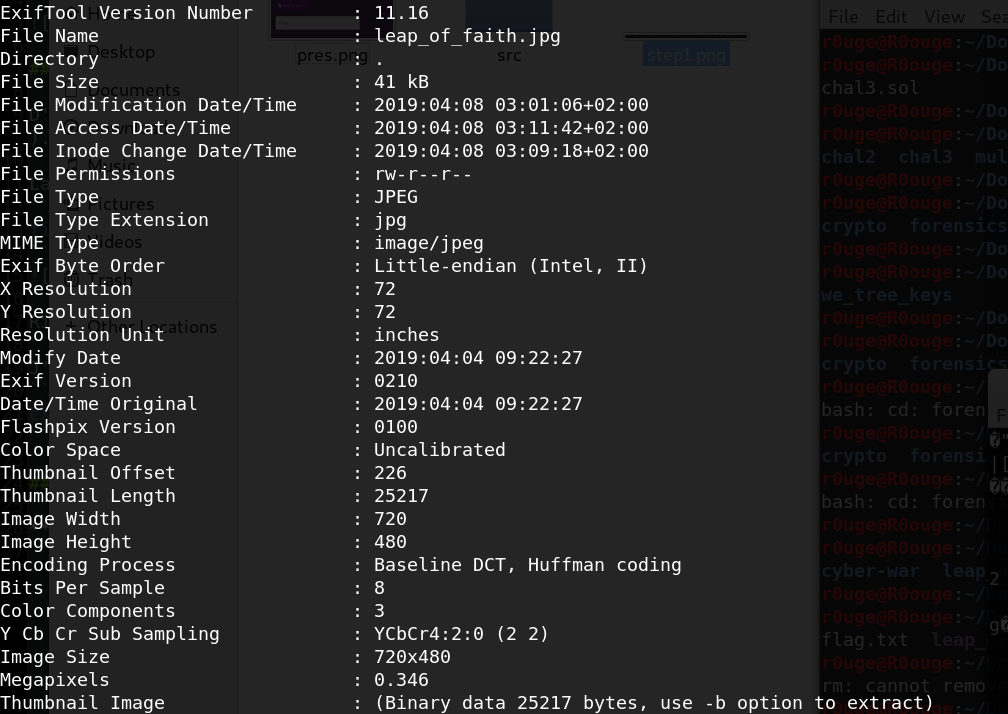 ExifTool Version Number : 11.16
File Name : leap_of_faith.jpg
Directory : .
File Size : 41 kB
File Modification Date/Time : 2019:04:08 03:01:06+02:00
File Access Date/Time : 2019:04:08 03:11:42+02:00
File Inode Change Date/Time : 2019:04:08 03:09:18+02:00
File Permissions : rw-r--r--
File Type : JPEG
File Type Extension : jpg
MIME Type : image/jpeg
Exif Byte Order : Little-endian (Intel, II)
X Resolution : 72
Y Resolution : 72
Resolution Unit : inches
Modify Date : 2019:04:04 09:22:27
Exif Version : 0210
Date/Time Original : 2019:04:04 09:22:27
Flashpix Version : 0100
Color Space : Uncalibrated
Thumbnail Offset : 226
Thumbnail Length : 25217
Image Width : 720
Image Height : 480
Encoding Process : Baseline DCT, Huffman coding
Bits Per Sample : 8
Color Components : 3
Y Cb Cr Sub Sampling : YCbCr4:2:0 (2 2)
Image Size : 720x480
Megapixels : 0.346
Thumbnail Image : (Binary data 25217 bytes, use -b option to extract)
Desktop
Documents
Pictures
Videos
Trash
Other Locations
pres.png
src
step1.png
File Edit View Sea
r0uge@R0ouge:~/Do
r0uge@R0ouge:~/Do
chal3.sol
r0uge@R0ouge:~/Do
r0uge@R0ouge:~/Do
chal2 chal3 mul
r0uge@R0ouge:~/Do
r0uge@R0ouge:~/Do
crypto forensics
r0uge@R0ouge:~/Do
r0uge@R0ouge:~/Do
we_tree_keys
r0uge@R0ouge:~/Do
r0uge@R0ouge:~/Do
crypto forensics
r0uge@R0ouge:~/
bash: cd: foren
r0uge@R0ouge:~/
crypto forensi
r0uge@R0ouge:~/
bash: cd: foren
r0uge@R0ouge:~/
r0uge@R0ouge:~/
cyber-war leap
r0uge@R0ouge:~/
r0uge@R0ouge:~/
flag.txt leap_
r0uge@R0ouge:~/
rm: cannot remo